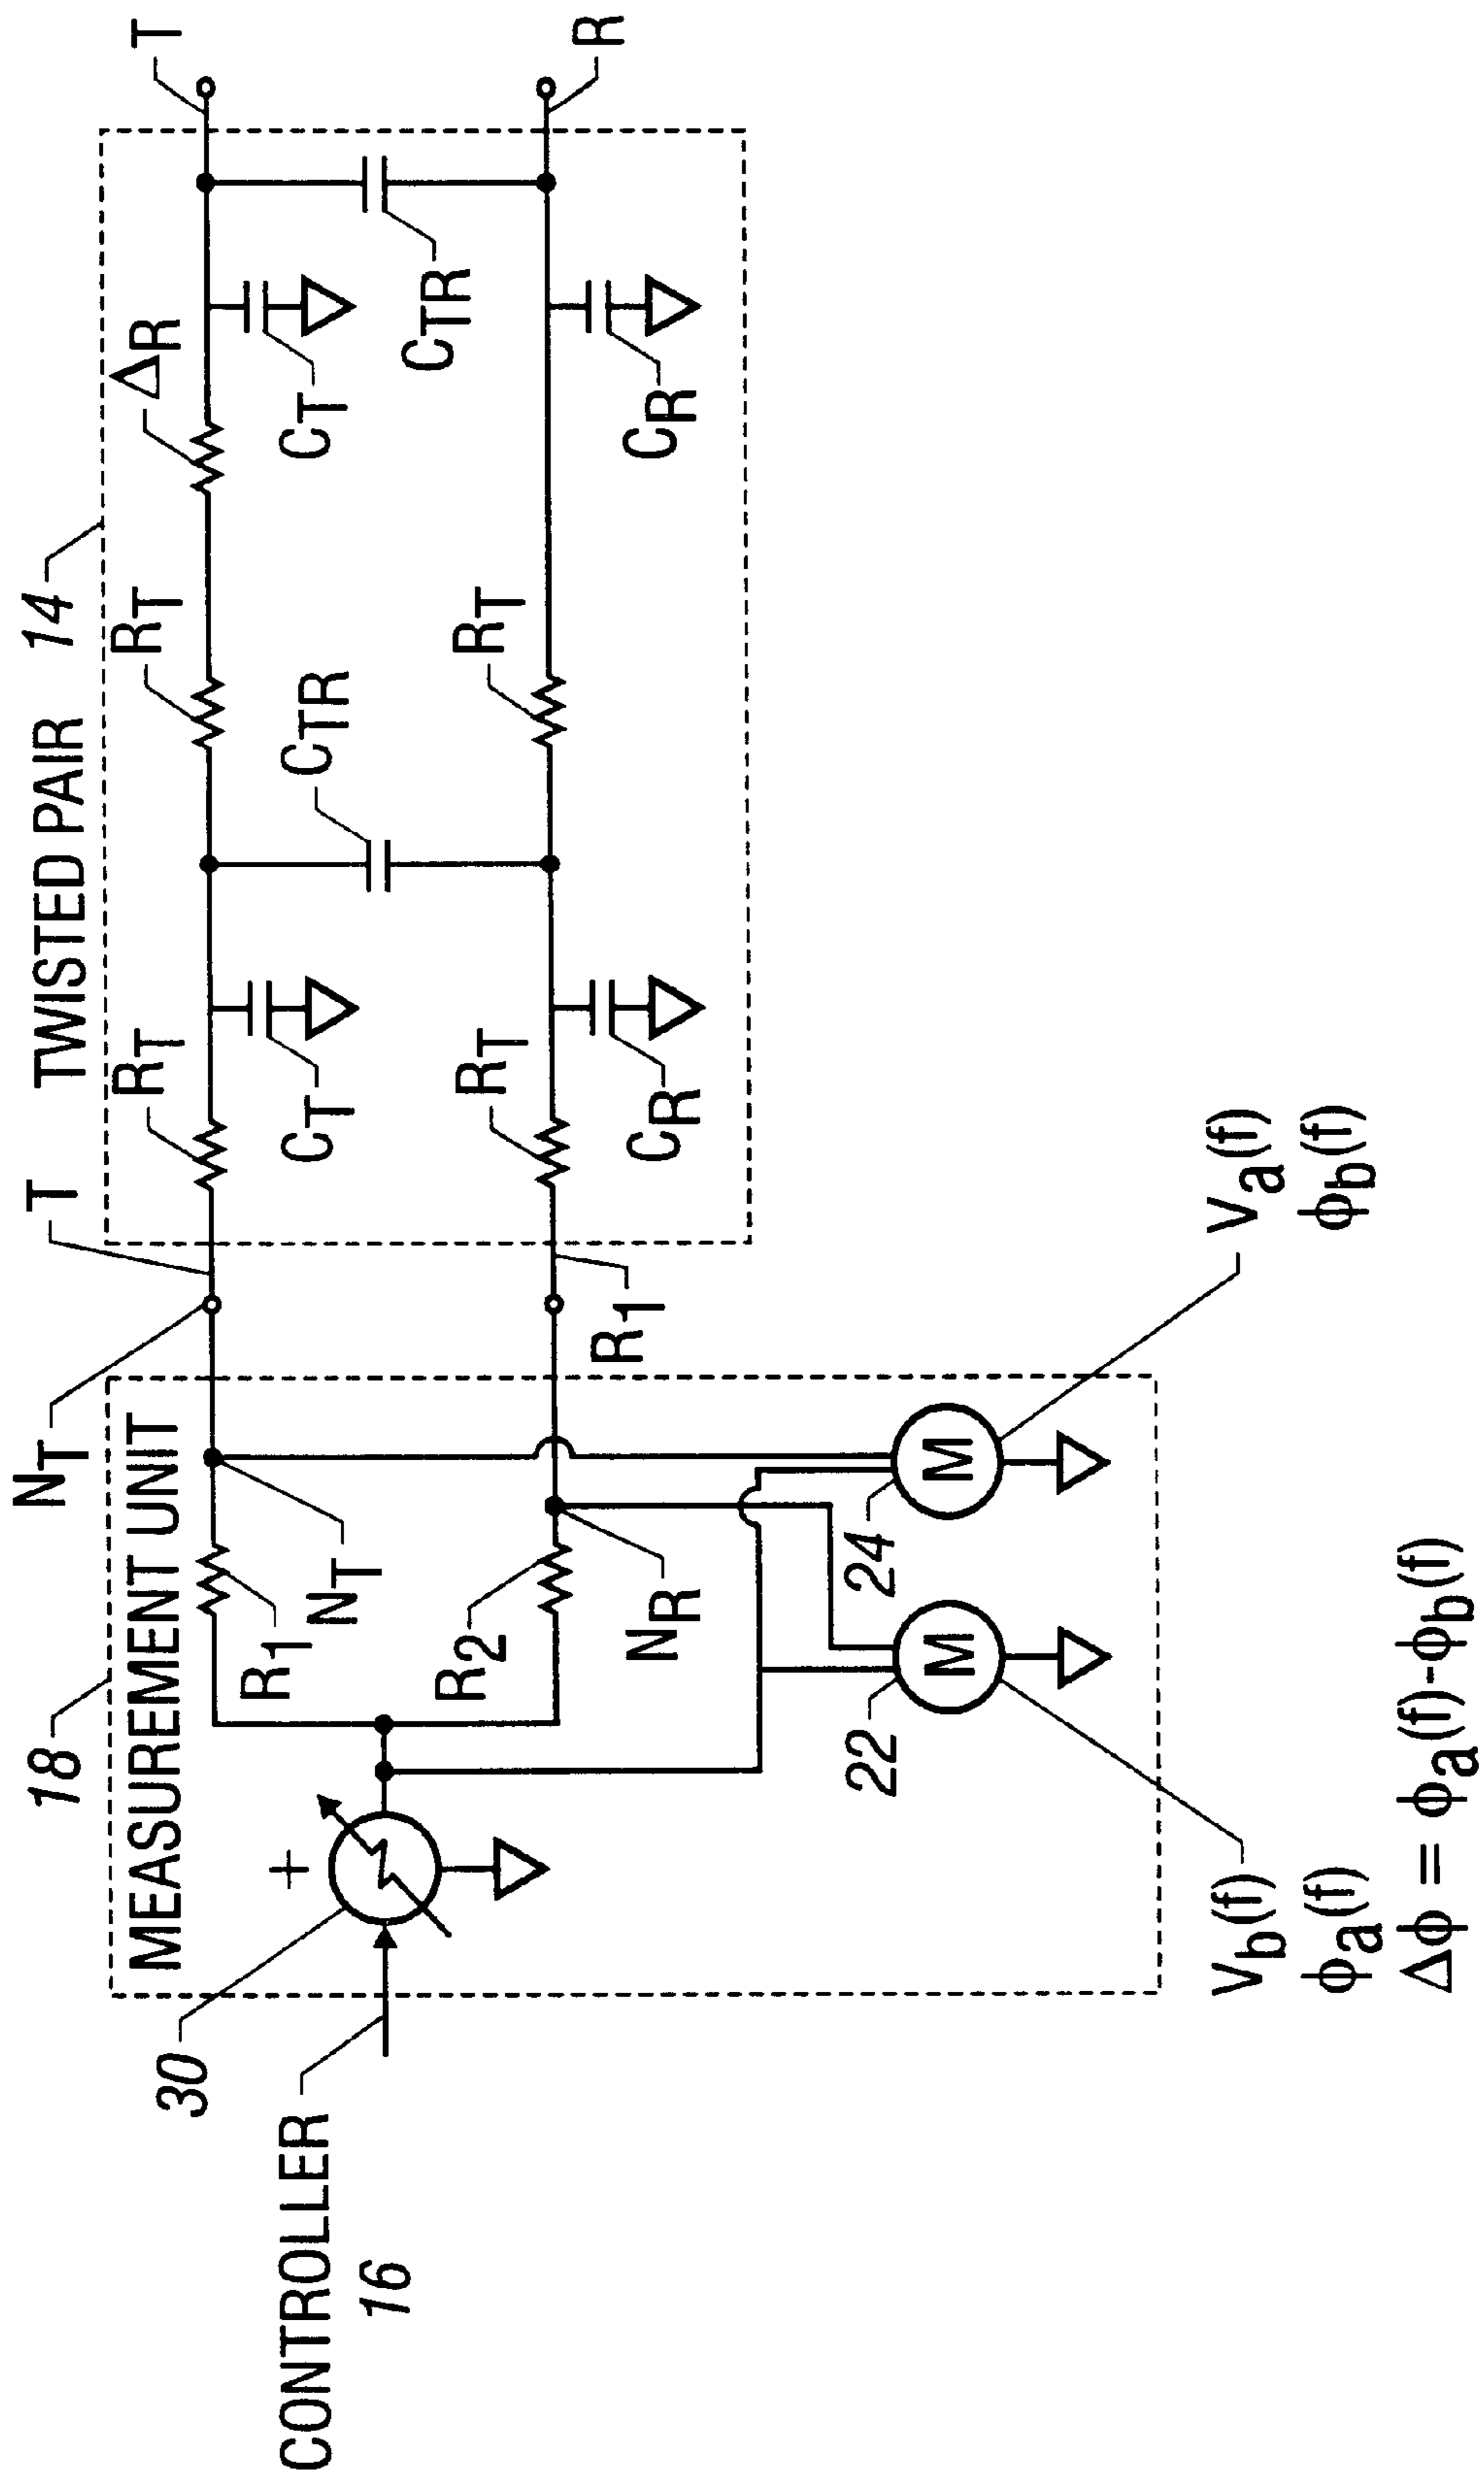 TWISTED PAIR 14
T
T
R
R1
NT
RT
RT
ΔR
CT
CT
CTR
CTR
RT
RT
CR
CR
18
MEASUREMENT UNIT
30
+
R1
NT
R2
NR
22
M
24
M
CONTROLLER
16
Vb(f)
ϕa(f)
Va(f)
ϕb(f)
Δϕ = ϕa(f)-ϕb(f)